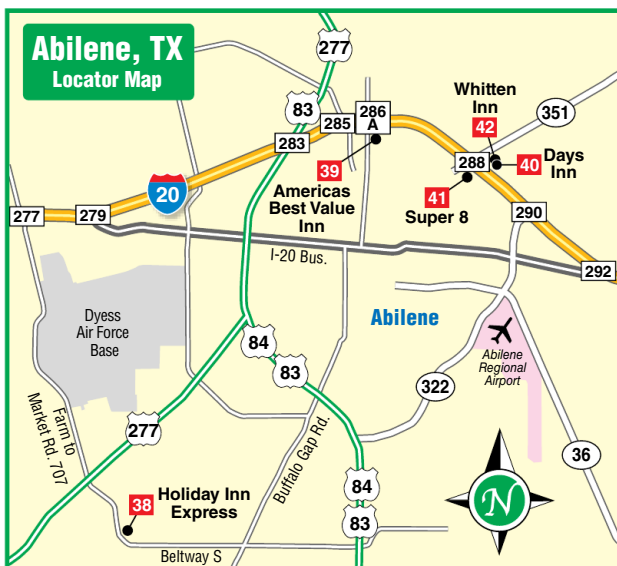 Abilene, TX
Locator Map
277
83
285
286
A
283
39
Americas
Best Value
Inn
Whitten
Inn
42
351
288
40
Days
Inn
41
Super 8
20
277
279
290
292
I-20 Bus.
Dyess
Air Force
Base
Abilene
Abilene
Regional
Airport
84
83
322
277
Farm to
Market Rd. 707
Buffalo Gap Rd.
36
84
83
38
Holiday Inn
Express
Beltway S
N